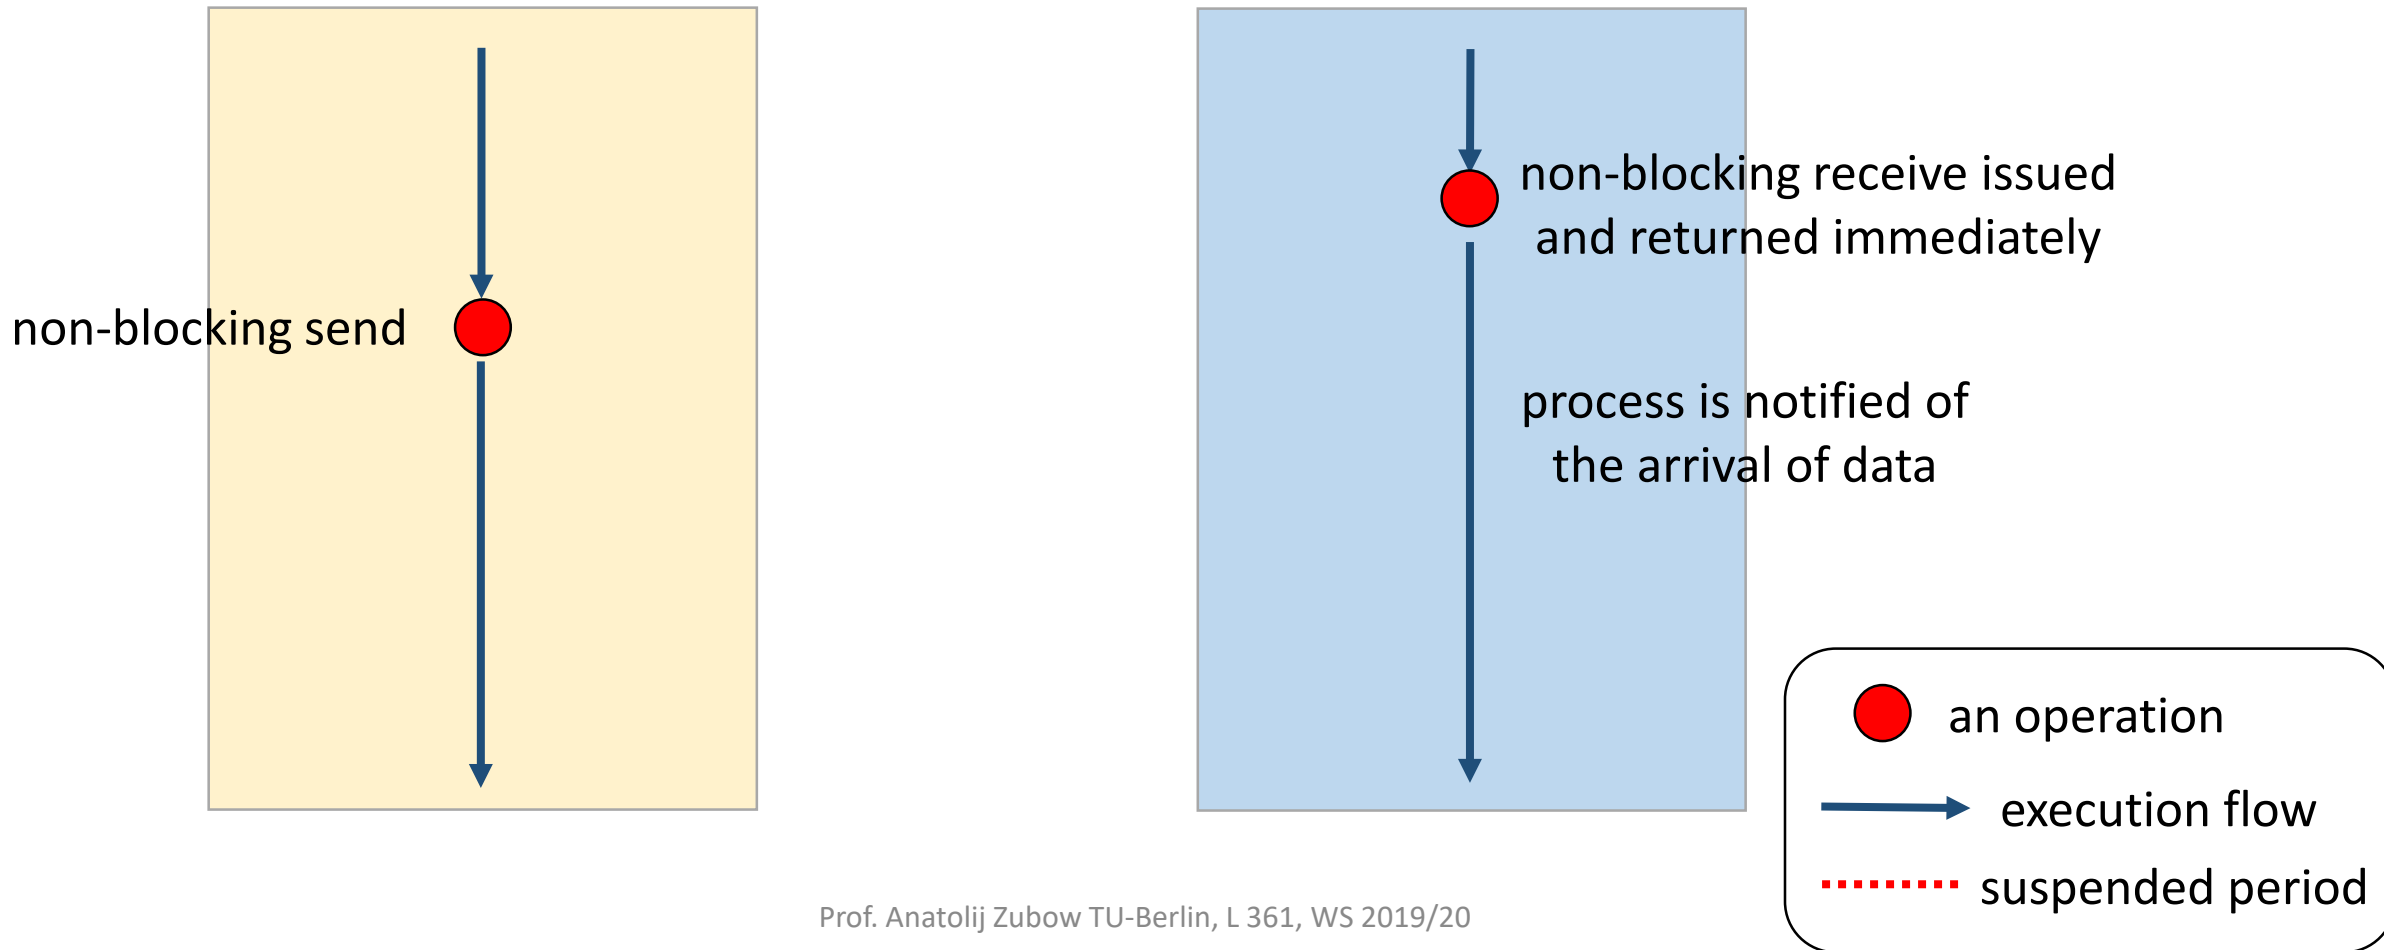 non-blocking send
non-blocking receive issued
and returned immediately
process is notified of
the arrival of data
an operation
execution flow
suspended period
Prof. Anatolij Zubow TU-Berlin, L 361, WS 2019/20